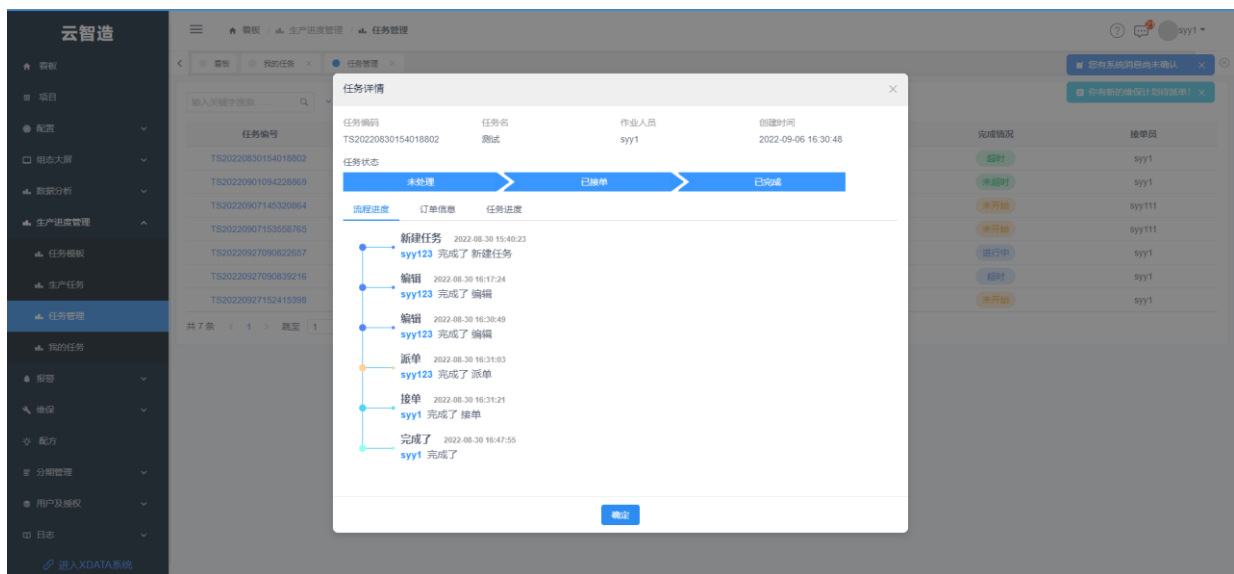 云智造
看板 / 生产进度管理 / 任务管理
syy1
看板
项目
配置
组态大屏
数据分析
生产进度管理
任务模板
生产任务
任务管理
我的任务
报警
维保
配方
分期管理
用户及授权
日志
进入XDATA系统
看板 我的任务 × 任务管理 ×
您有系统消息尚未确认 ×
你有新的维保计划待派单! ×
输入关键字搜索......
任务编号
TS20220830154018802
TS20220901094228869
TS20220907145320864
TS20220907153558765
TS20220927090822657
TS20220927090839216
TS20220927152415398
共 7 条 < 1 > 跳至 1
任务详情 ×
任务编码 任务名 作业人员 创建时间
TS20220830154018802 测试 syy1 2022-09-06 16:30:48
任务状态
未处理 已接单 已完成
流程进度 订单信息 任务进度
新建任务 2022-08-30 15:40:23
syy123 完成了 新建任务
编辑 2022-08-30 16:17:24
syy123 完成了 编辑
编辑 2022-08-30 16:30:49
syy123 完成了 编辑
派单 2022-08-30 16:31:03
syy123 完成了 派单
接单 2022-08-30 16:31:21
syy1 完成了 接单
完成了 2022-08-30 16:47:55
syy1 完成了
确定
完成情况 接单员
超时 syy1
未超时 syy1
未开始 syy111
未开始 syy111
进行中 syy1
超时 syy1
未开始 syy1